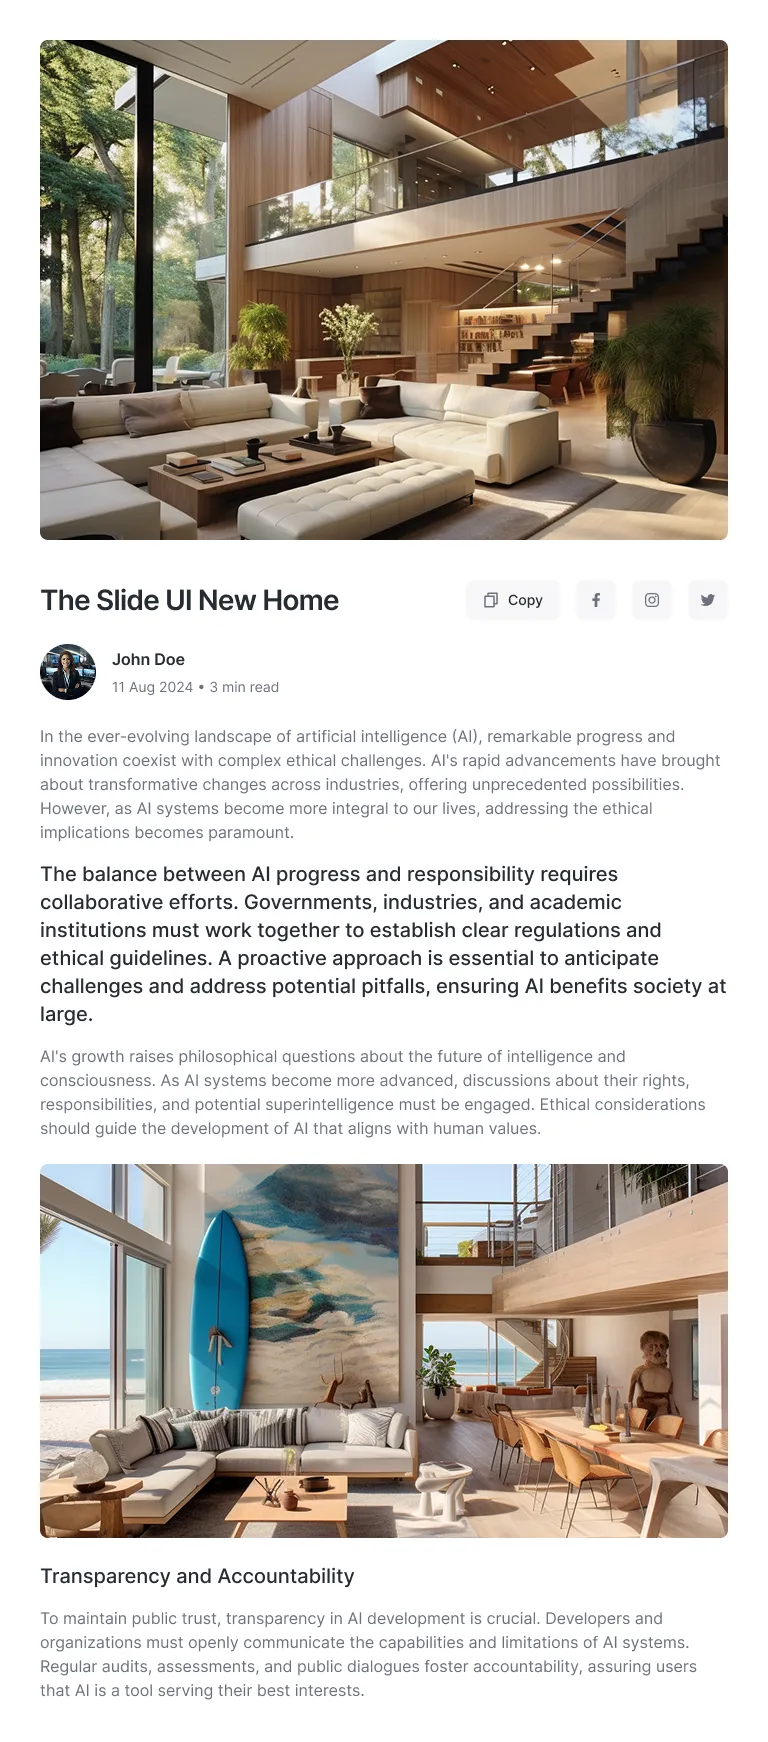 The Slide UI New Home
Copy
John Doe
11 Aug 2024 • 3 min read
In the ever-evolving landscape of artificial intelligence (AI), remarkable progress and
innovation coexist with complex ethical challenges. AI's rapid advancements have brought
about transformative changes across industries, offering unprecedented possibilities.
However, as AI systems become more integral to our lives, addressing the ethical
implications becomes paramount.
The balance between AI progress and responsibility requires
collaborative efforts. Governments, industries, and academic
institutions must work together to establish clear regulations and
ethical guidelines. A proactive approach is essential to anticipate
challenges and address potential pitfalls, ensuring AI benefits society at
large.
AI's growth raises philosophical questions about the future of intelligence and
consciousness. As AI systems become more advanced, discussions about their rights,
responsibilities, and potential superintelligence must be engaged. Ethical considerations
should guide the development of AI that aligns with human values.
Transparency and Accountability
To maintain public trust, transparency in AI development is crucial. Developers and
organizations must openly communicate the capabilities and limitations of AI systems.
Regular audits, assessments, and public dialogues foster accountability, assuring users
that AI is a tool serving their best interests.